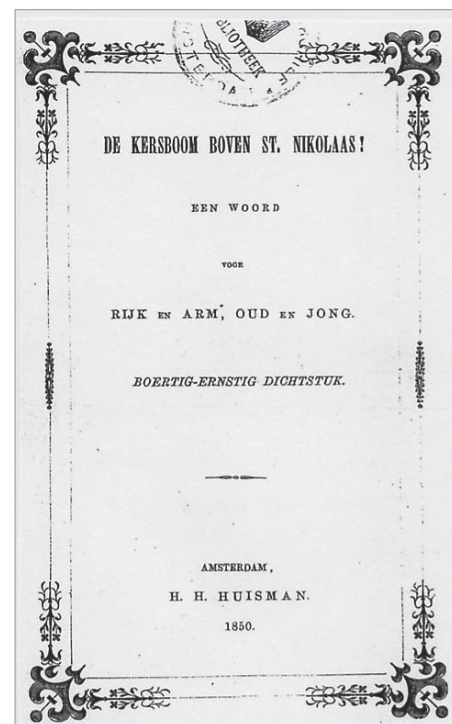 BIBLIOTHEEK
DE KERSBOOM BOVEN ST. NIKOLAAS!
EEN WOORD
VOOR
RIJK EN ARM, OUD EN JONG.
BOERTIG-ERNSTIG DICHTSTUK.
AMSTERDAM,
H. H. HUISMAN.
1850.